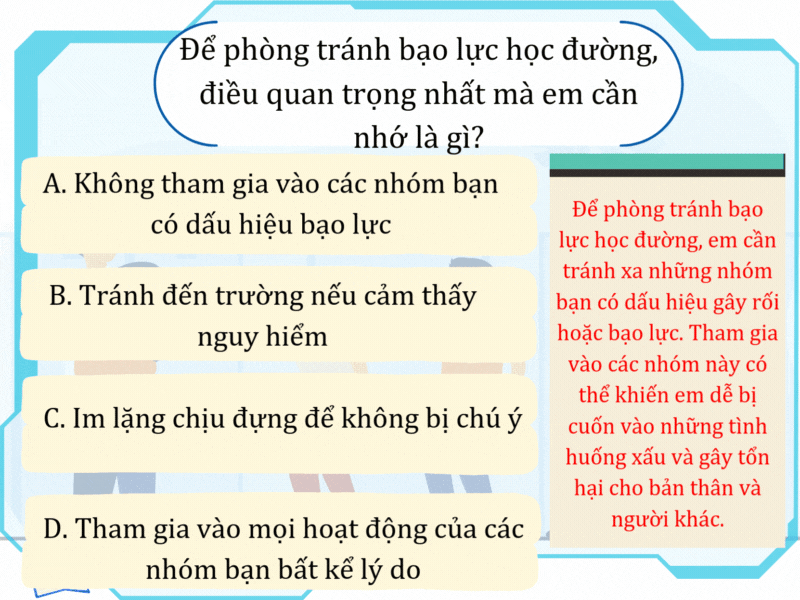 Để phòng tránh bạo lực học đường,
điều quan trọng nhất mà em cần
nhớ là gì?
A. Không tham gia vào các nhóm bạn
có dấu hiệu bạo lực
B. Tránh đến trường nếu cảm thấy
nguy hiểm
C. Im lặng chịu đựng để không bị chú ý
D. Tham gia vào mọi hoạt động của các
nhóm bạn bất kể lý do
Để phòng tránh bạo
lực học đường, em cần
tránh xa những nhóm
bạn có dấu hiệu gây rối
hoặc bạo lực. Tham gia
vào các nhóm này có
thể khiến em dễ bị
cuốn vào những tình
huống xấu và gây tổn
hại cho bản thân và
người khác.